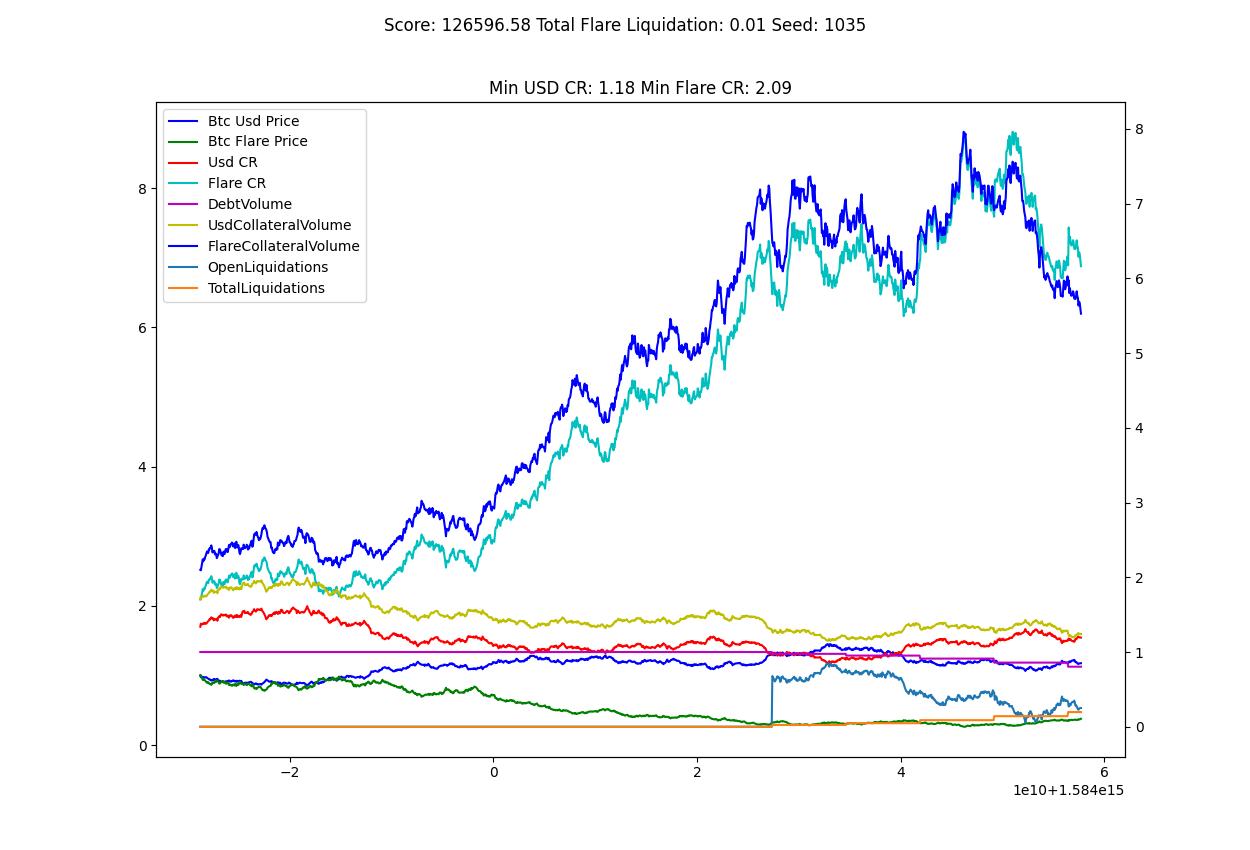 Score: 126596.58 Total Flare Liquidation: 0.01 Seed: 1035
Min USD CR: 1.18 Min Flare CR: 2.09
Btc Usd Price
Btc Flare Price
Usd CR
Flare CR
DebtVolume
UsdCollateralVolume
FlareCollateralVolume
OpenLiquidations
TotalLiquidations
8
6
4
2
0
8
7
6
5
4
3
2
1
0
−2 0 2 4 6
1e10+1.584e15